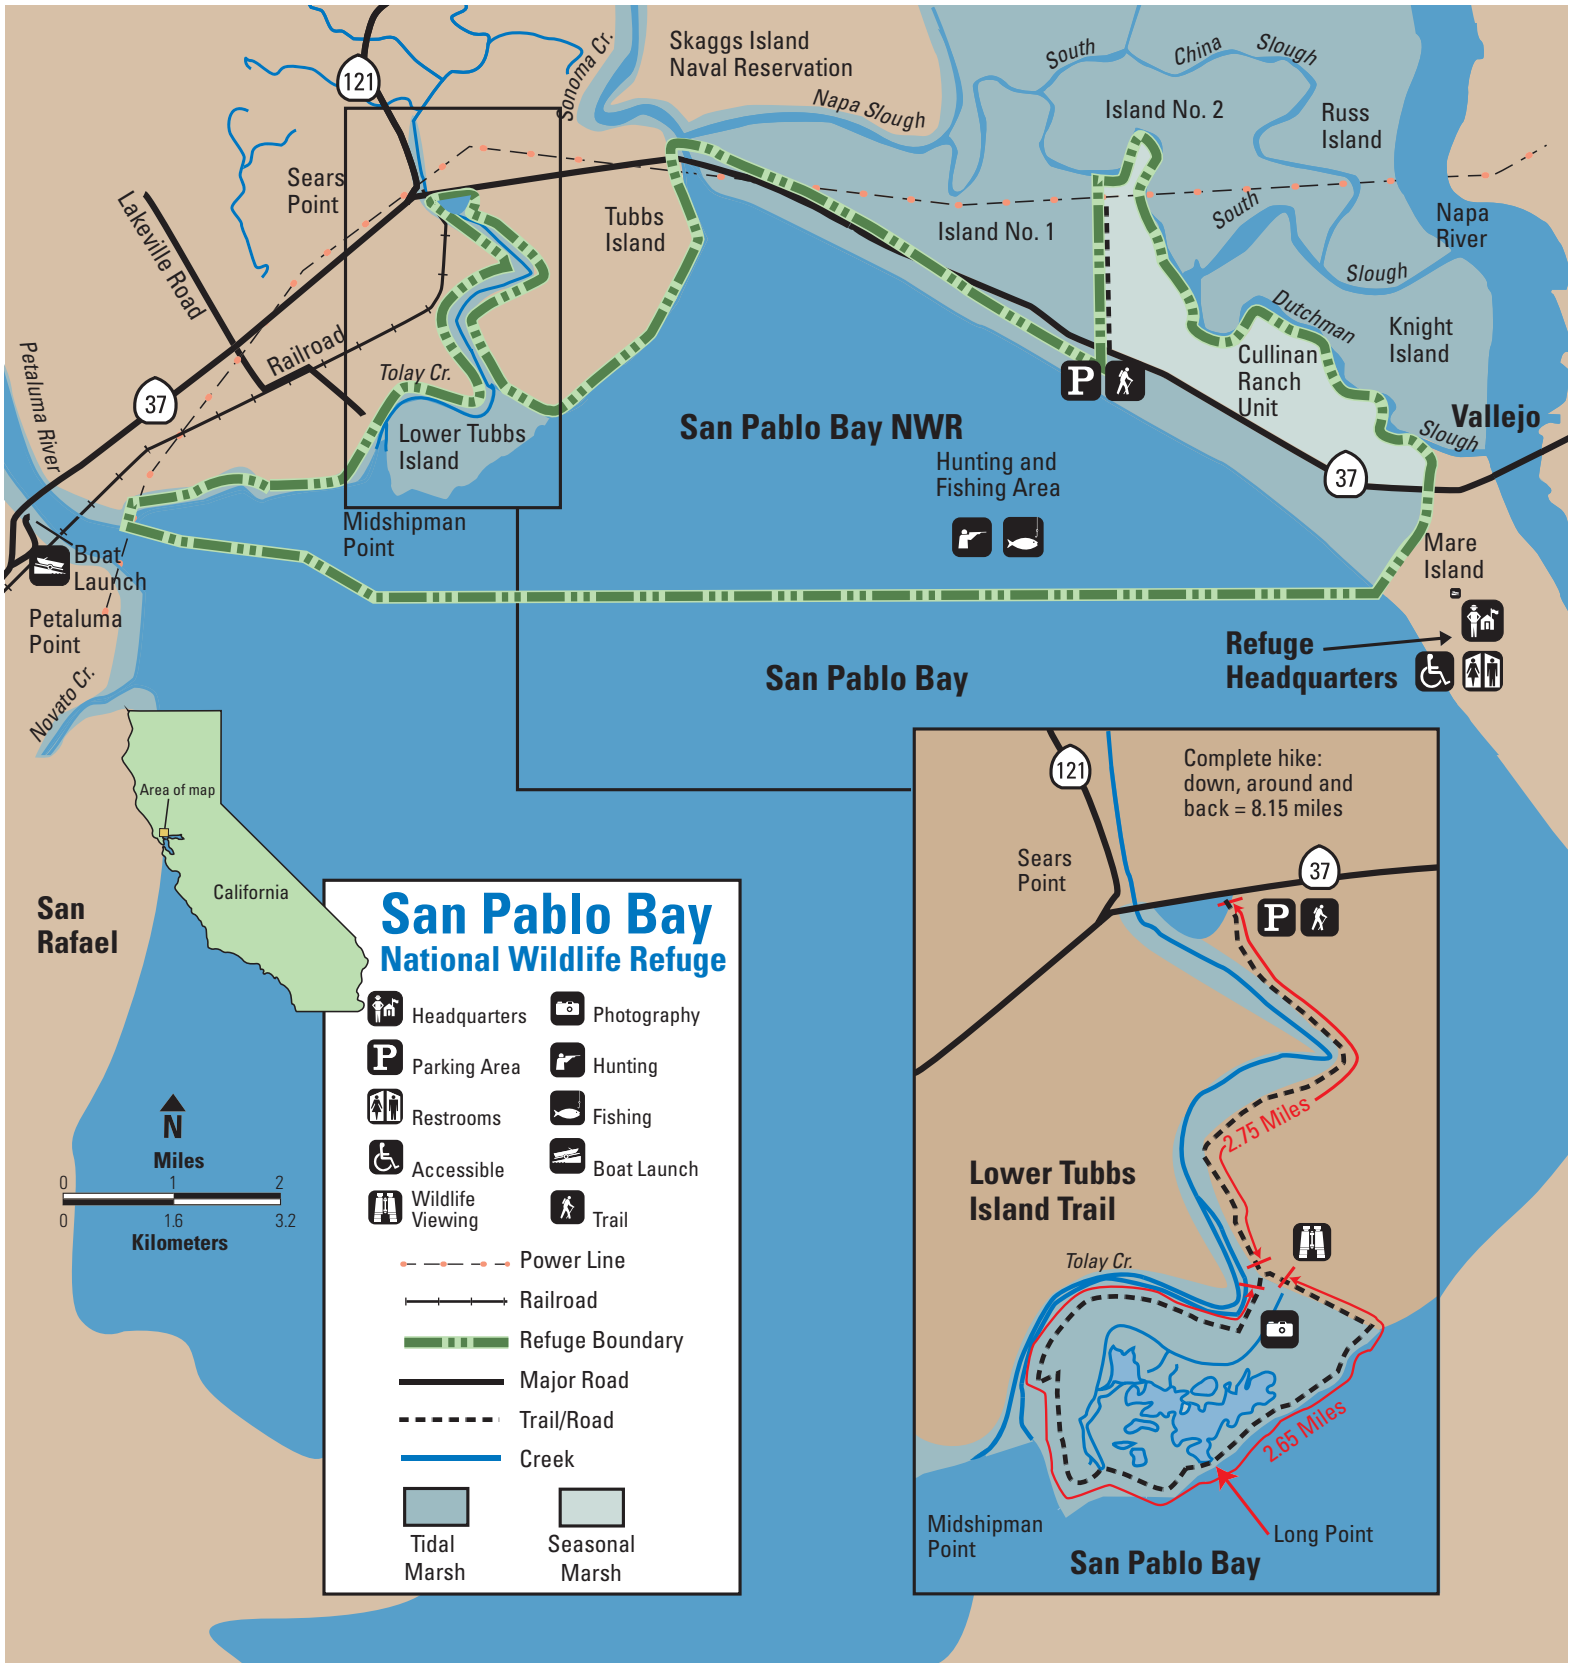 121
Sonoma Cr.
Skaggs Island
Naval Reservation
Napa Slough
South
China
Slough
Island No. 2
Russ
Island
Sears
Point
Lakeville Road
Tubbs
Island
Island No. 1
South
Napa
River
Slough
Dutchman
Knight
Island
Petaluma River
Railroad
Tolay Cr.
37
Cullinan
Ranch
Unit
P
Slough
Vallejo
Lower Tubbs
Island
San Pablo Bay NWR
Hunting and
Fishing Area
37
Midshipman
Point
Boat
Launch
Mare
Island
Petaluma
Point
Refuge
Headquarters
Novato Cr.
San Pablo Bay
Area of map
California
San
Rafael
N
Miles
0 1 2
0 1.6 3.2
Kilometers
San Pablo Bay
National Wildlife Refuge
Headquarters
Photography
P
Parking Area
Hunting
Restrooms
Fishing
Accessible
Boat Launch
Wildlife
Viewing
Trail
Power Line
Railroad
Refuge Boundary
Major Road
Trail/Road
Creek
Tidal
Marsh
Seasonal
Marsh
121
Complete hike:
down, around and
back = 8.15 miles
Sears
Point
37
P
2.75 Miles
Lower Tubbs
Island Trail
Tolay Cr.
2.65 Miles
Midshipman
Point
Long Point
San Pablo Bay